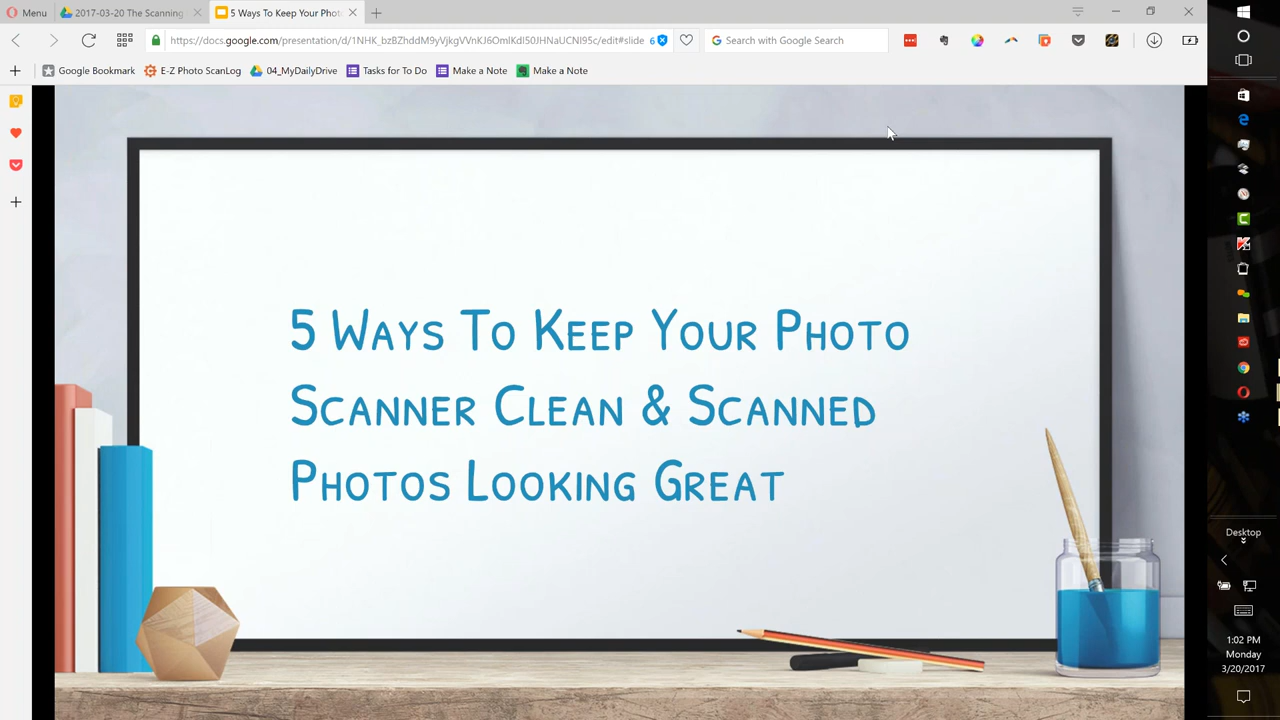 Menu
2017-03-20 The Scanning
5 Ways To Keep Your Phot
https://docs.google.com/presentation/d/1NHK_bzBZhddM9yVjkgVVnKJ6OmlKdl50JHNaUCNI95c/edit#slide
6
Search with Google Search
Google Bookmark
E-Z Photo ScanLog
04_MyDailyDrive
Tasks for To Do
Make a Note
Make a Note
5 Ways To Keep Your Photo
Scanner Clean & Scanned
Photos Looking Great
Desktop
1:02 PM
Monday
3/20/2017